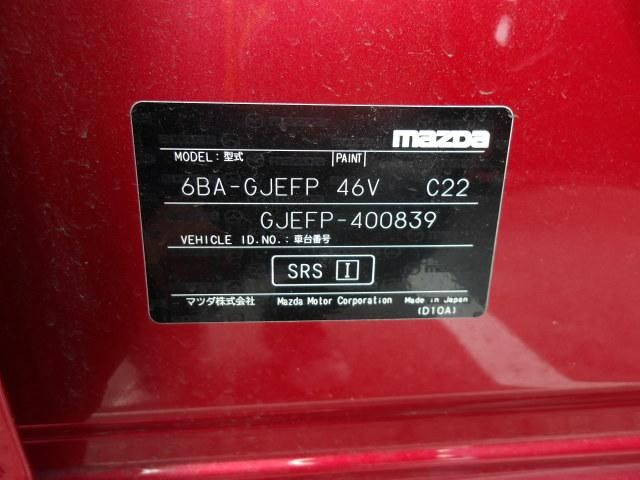 mazda
MODEL:型式 PAINT
6BA-GJEFP 46V C22
GJEFP-400839
VEHICLE ID.NO.:車台番号
SRS I
マツダ株式会社 Mazda Motor Corporation Made in Japan
(D10A)